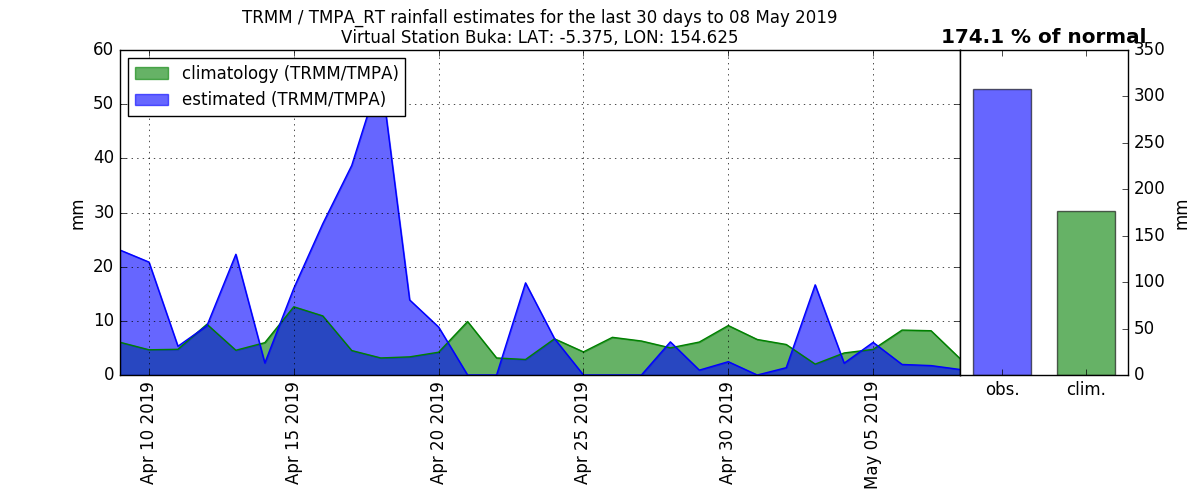 TRMM / TMPA_RT rainfall estimates for the last 30 days to 08 May 2019
Virtual Station Buka: LAT: -5.375, LON: 154.625
174.1 % of normal
climatology (TRMM/TMPA)
estimated (TRMM/TMPA)
mm
60
50
40
30
20
10
0
Apr 10 2019
Apr 15 2019
Apr 20 2019
Apr 25 2019
Apr 30 2019
May 05 2019
obs.
clim.
350
300
250
200
150
100
50
0
mm